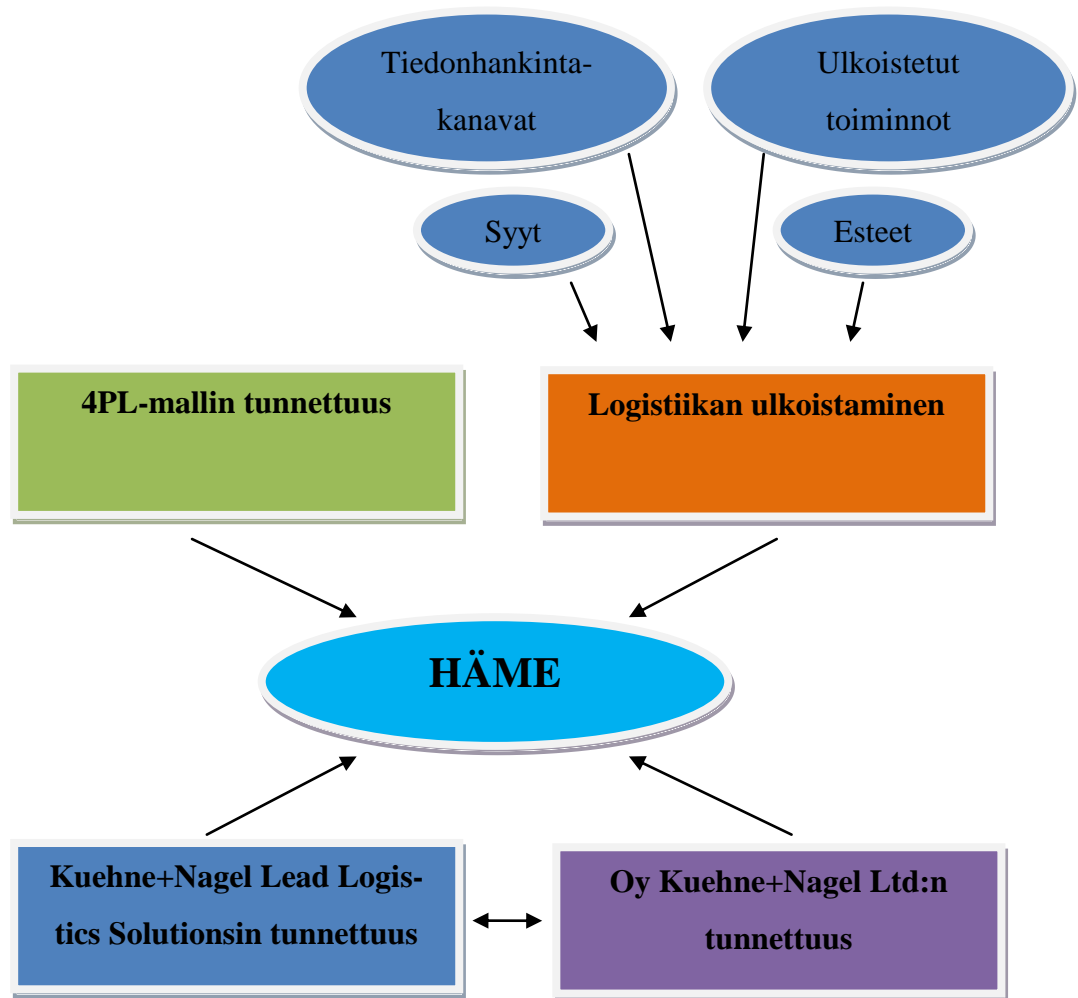 Tiedonhankinta-
kanavat
Ulkoistetut
toiminnot
Syyt
Esteet
4PL-mallin tunnettuus
Logistiikan ulkoistaminen
HÄME
Kuehne+Nagel Lead Logis-
tics Solutionsin tunnettuus
Oy Kuehne+Nagel Ltd:n
tunnettuus